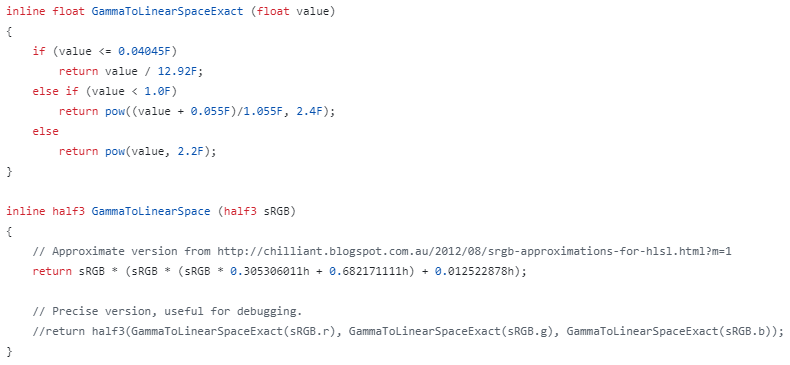 inline float GammaToLinearSpaceExact (float value)
{
    if (value <= 0.04045F)
        return value / 12.92F;
    else if (value < 1.0F)
        return pow((value + 0.055F)/1.055F, 2.4F);
    else
        return pow(value, 2.2F);
}

inline half3 GammaToLinearSpace (half3 sRGB)
{
    // Approximate version from http://chilliant.blogspot.com.au/2012/08/srgb-approximations-for-hlsl.html?m=1
    return sRGB * (sRGB * (sRGB * 0.305306011h + 0.682171111h) + 0.012522878h);

    // Precise version, useful for debugging.
    //return half3(GammaToLinearSpaceExact(sRGB.r), GammaToLinearSpaceExact(sRGB.g), GammaToLinearSpaceExact(sRGB.b));
}